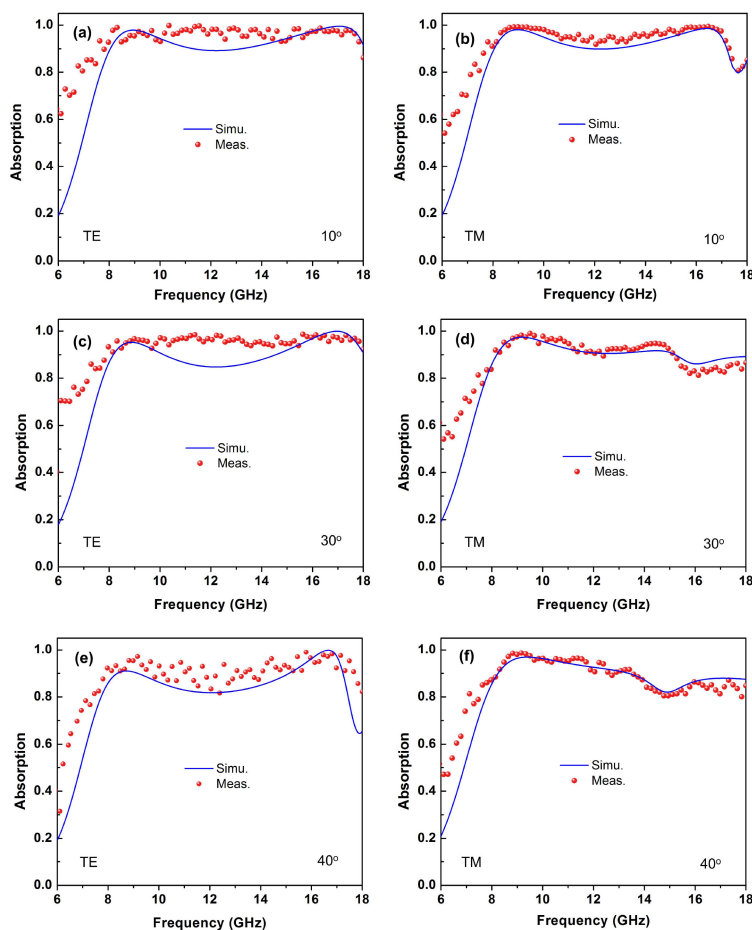 (a)
Absorption
1.0
0.8
0.6
0.4
0.2
0.0
Simu.
Meas.
TE
10°
6 8 10 12 14 16 18
Frequency (GHz)
(b)
Absorption
1.0
0.8
0.6
0.4
0.2
0.0
Simu.
Meas.
TM
10°
6 8 10 12 14 16 18
Frequency (GHz)
(c)
Absorption
1.0
0.8
0.6
0.4
0.2
0.0
Simu.
Meas.
TE
30°
6 8 10 12 14 16 18
Frequency (GHz)
(d)
Absorption
1.0
0.8
0.6
0.4
0.2
0.0
Simu.
Meas.
TM
30°
6 8 10 12 14 16 18
Frequency (GHz)
(e)
Absorption
1.0
0.8
0.6
0.4
0.2
0.0
Simu.
Meas.
TE
40°
6 8 10 12 14 16 18
Frequency (GHz)
(f)
Absorption
1.0
0.8
0.6
0.4
0.2
0.0
Simu.
Meas.
TM
40°
6 8 10 12 14 16 18
Frequency (GHz)